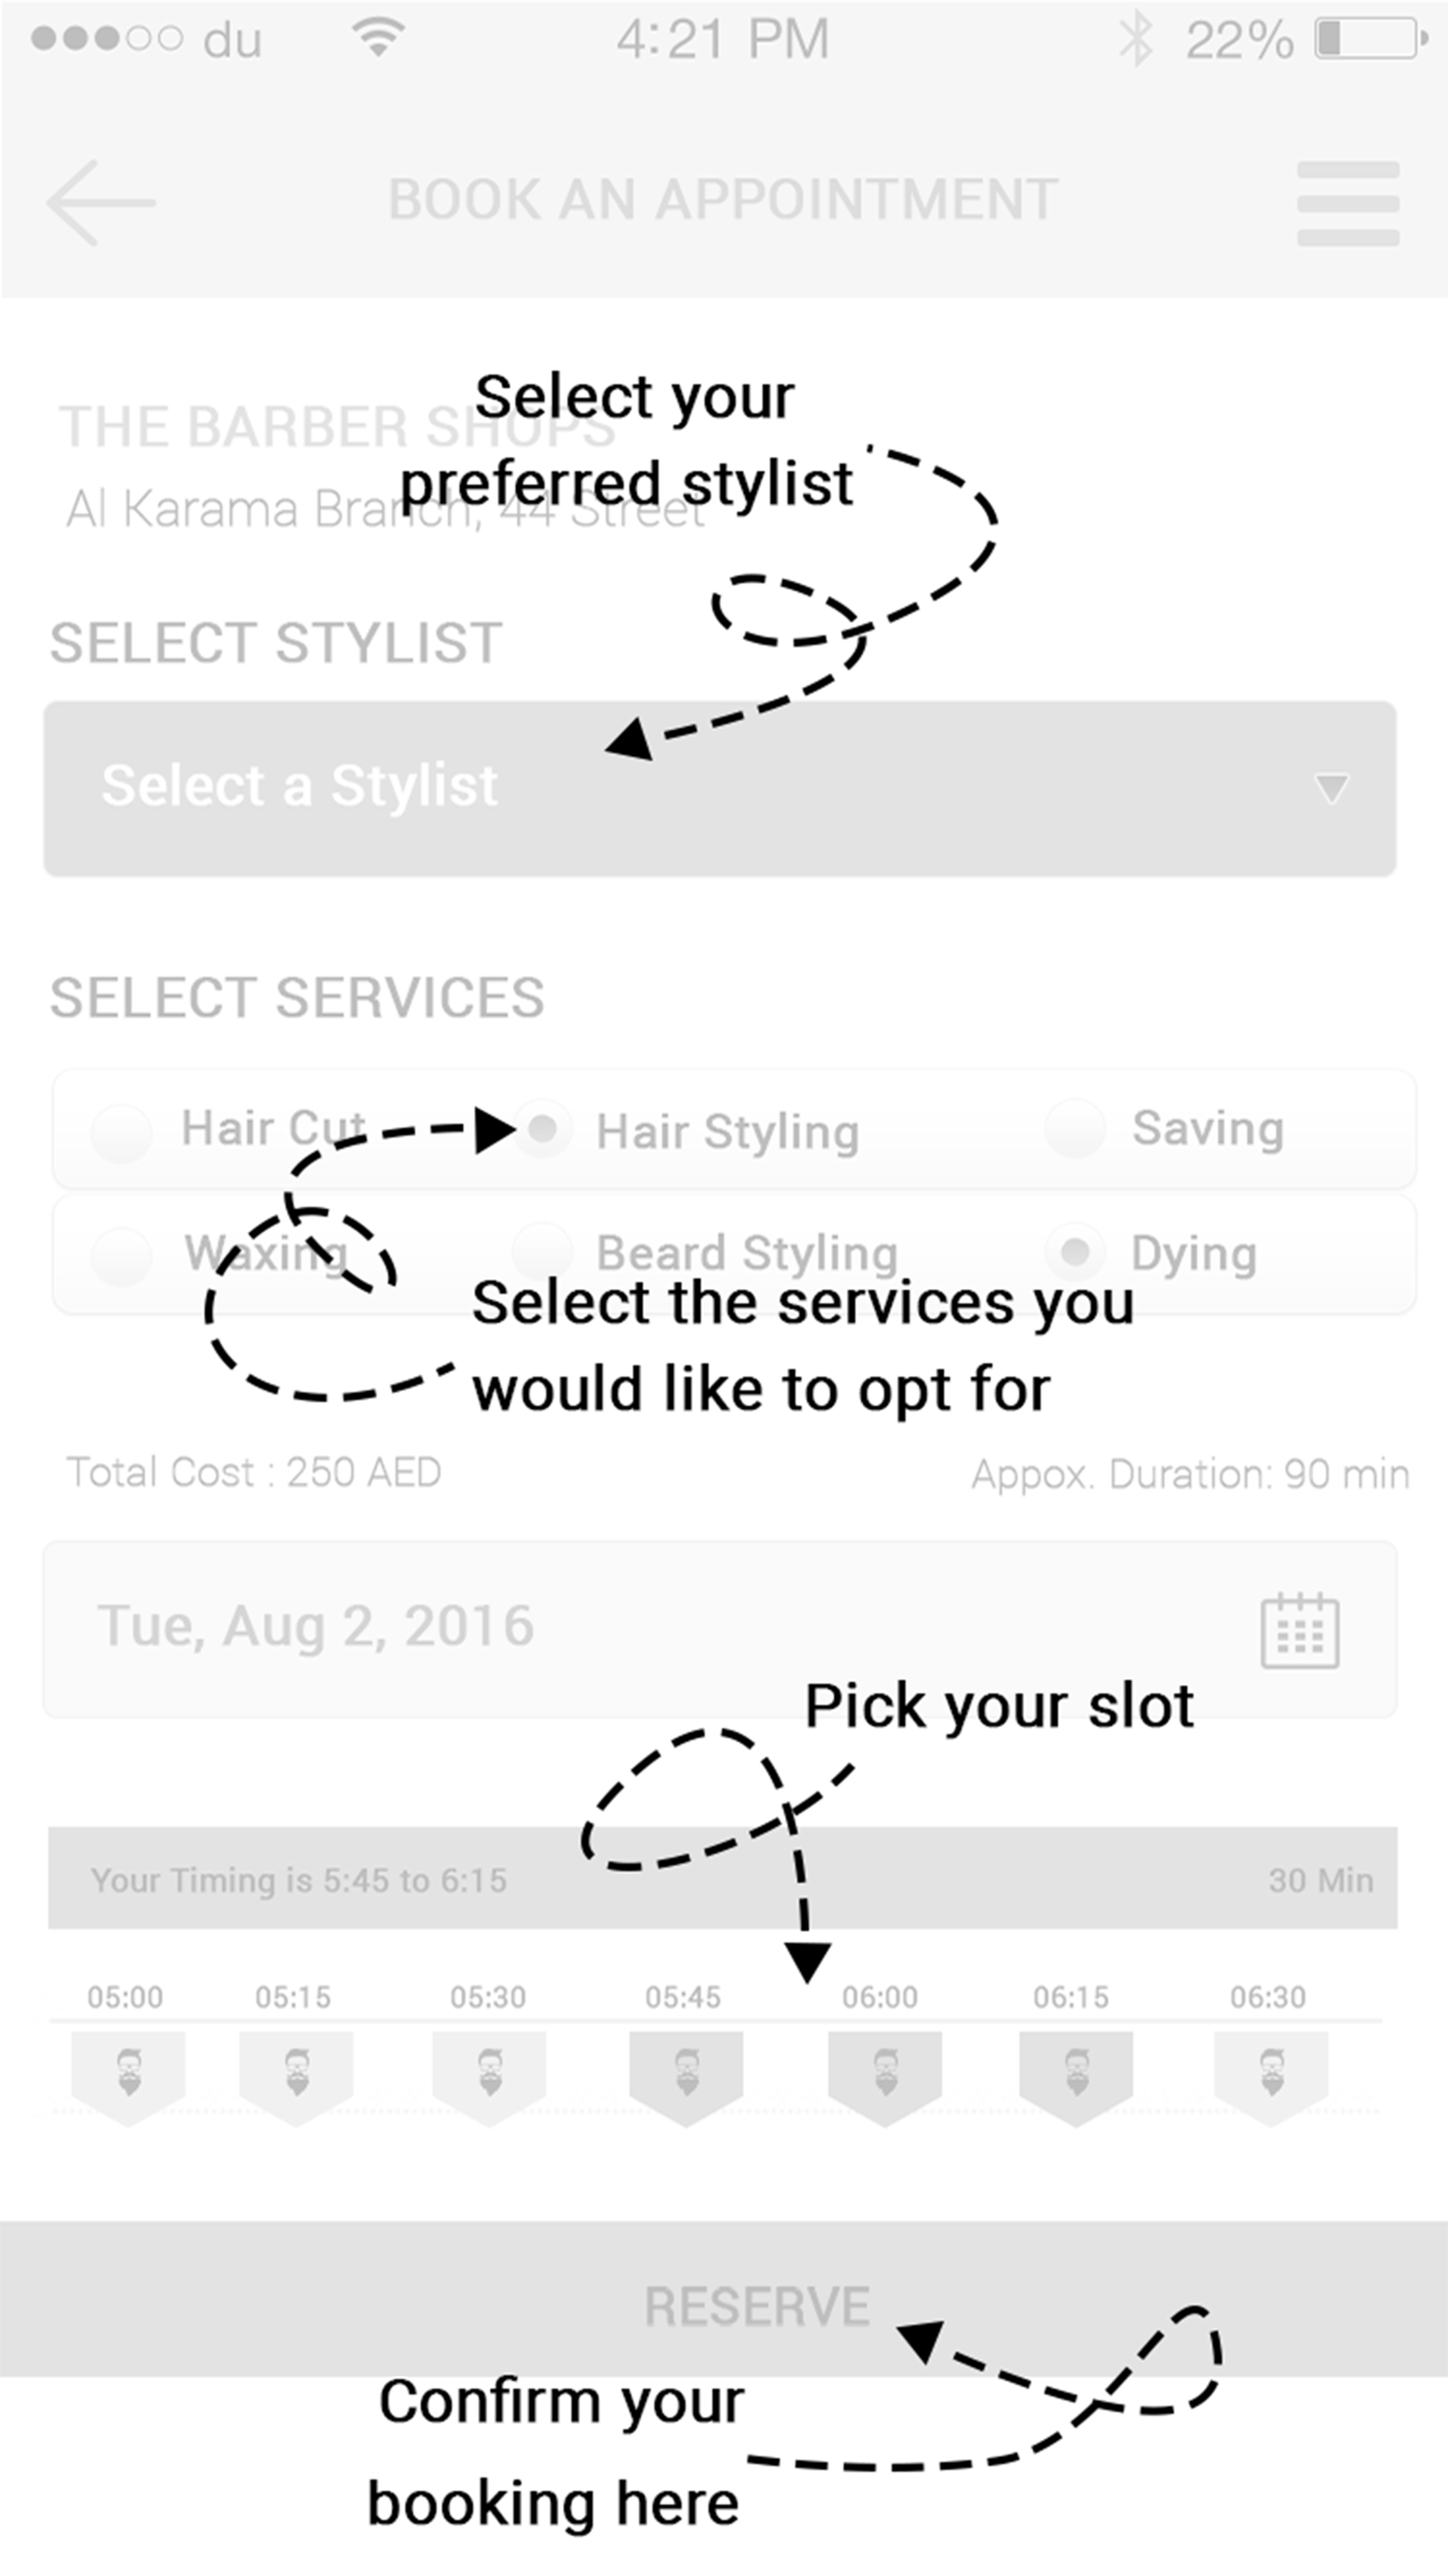 du 4:21 PM 22%
BOOK AN APPOINTMENT
Select your
THE BARBER SHOPS
preferred stylist
Al Karama Branch, 44 Street
SELECT STYLIST
Select a Stylist
SELECT SERVICES
Hair Cut Hair Styling Saving
Waxing Beard Styling Dying
Select the services you
would like to opt for
Total Cost : 250 AED Appox. Duration: 90 min
Tue, Aug 2, 2016
Pick your slot
Your Timing is 5:45 to 6:15 30 Min
05:00 05:15 05:30 05:45 06:00 06:15 06:30
RESERVE
Confirm your
booking here